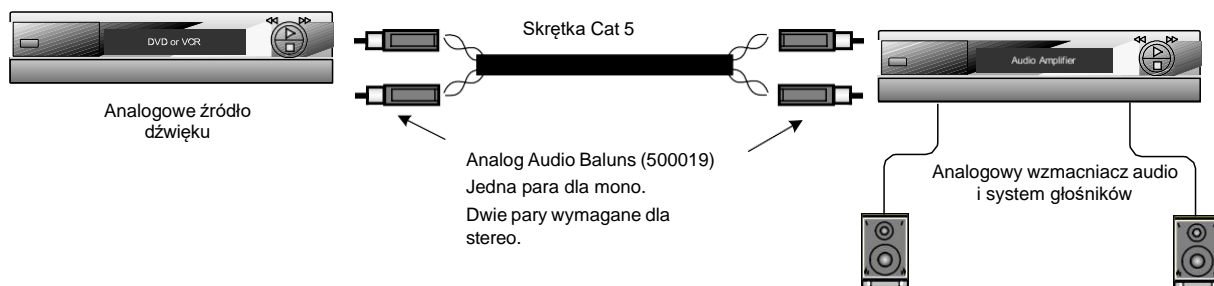 DVD or VCR
Analogowe źródło
dźwięku
Skrętka Cat 5
Analog Audio Baluns (500019)
Jedna para dla mono.
Dwie pary wymagane dla
stereo.
Audio Amplifier
Analogowy wzmacniacz audio
i system głośników